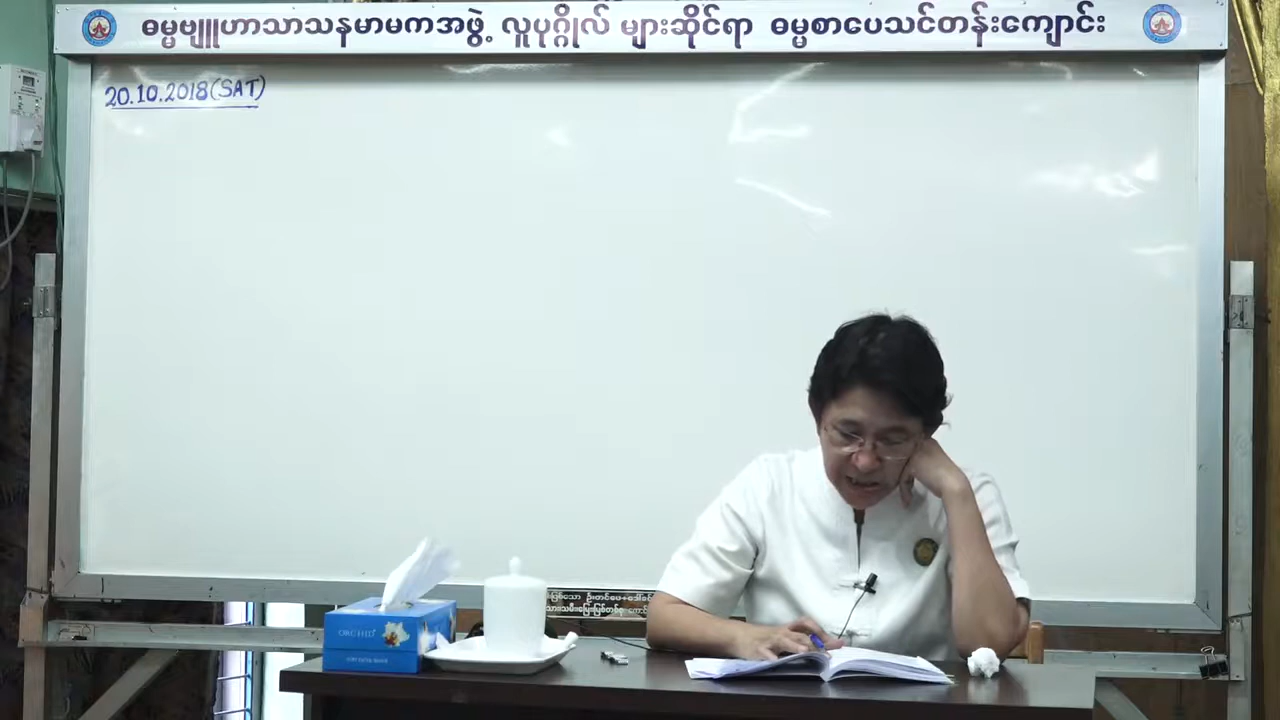 ဓမ္မဗျူဟာသာသနမာမကအဖွဲ့ လူပုဂ္ဂိုလ် များဆိုင်ရာ ဓမ္မစာပေသင်တန်းကျောင်း
20.10.2018(SAT)
ORCHID